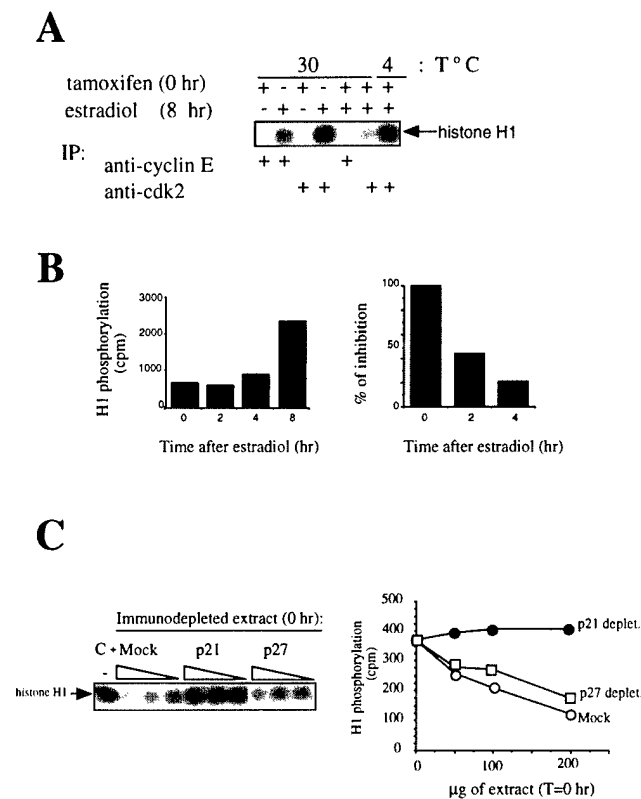 A
30 4 : T°C
tamoxifen (0 hr) + - + - + + +
estradiol (8 hr) - + - + + + +
histone H1
IP:
anti-cyclin E + + +
anti-cdk2 + + + +
B
H1 phosphorylation (cpm)
3000
2000
1000
0
0 2 4 8
Time after estradiol (hr)
% of inhibition
100
50
0
0 2 4
Time after estradiol (hr)
C
Immunodepleted extract (0 hr):
C + Mock p21 p27
-
histone H1
H1 phosphorylation (cpm)
500
400
300
200
100
0
p21 deplet.
p27 deplet.
Mock
0 100 200
µg of extract (T=0 hr)